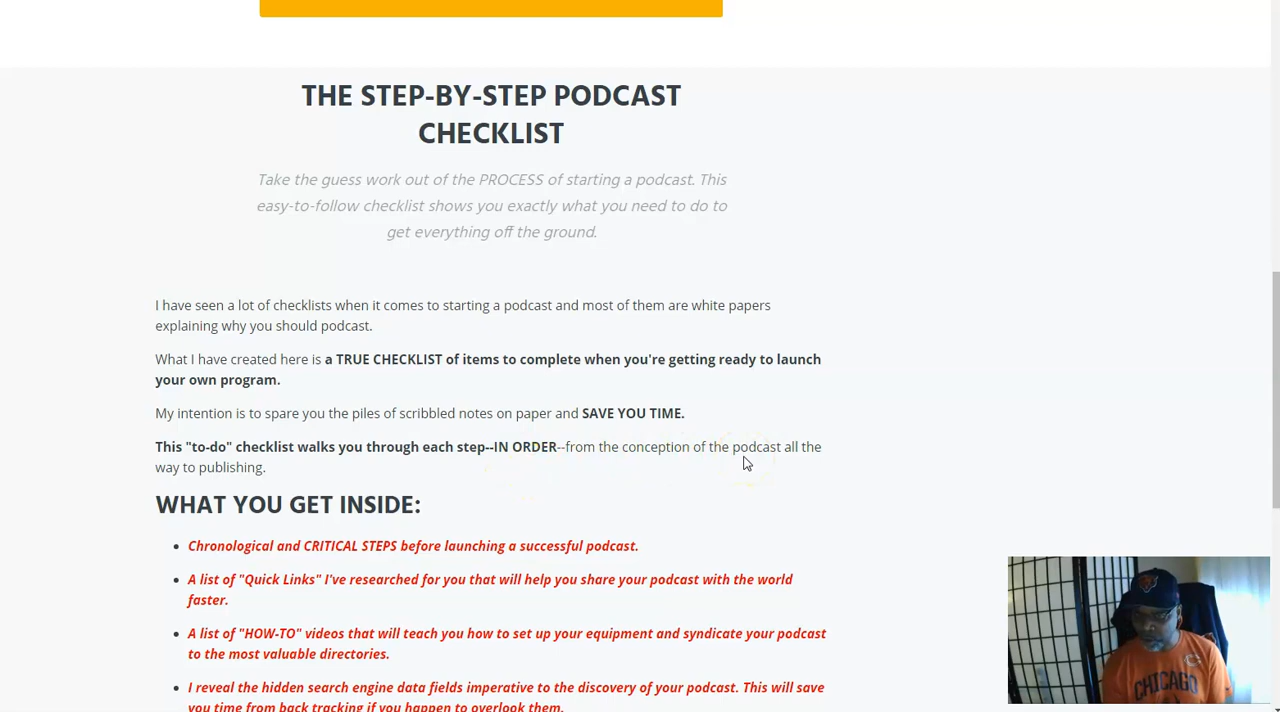 THE STEP-BY-STEP PODCAST
CHECKLIST
Take the guess work out of the PROCESS of starting a podcast. This
easy-to-follow checklist shows you exactly what you need to do to
get everything off the ground.
I have seen a lot of checklists when it comes to starting a podcast and most of them are white papers
explaining why you should podcast.
What I have created here is a TRUE CHECKLIST of items to complete when you're getting ready to launch
your own program.
My intention is to spare you the piles of scribbled notes on paper and SAVE YOU TIME.
This "to-do" checklist walks you through each step--IN ORDER--from the conception of the podcast all the
way to publishing.
WHAT YOU GET INSIDE:
Chronological and CRITICAL STEPS before launching a successful podcast.
A list of "Quick Links" I've researched for you that will help you share your podcast with the world
faster.
A list of "HOW-TO" videos that will teach you how to set up your equipment and syndicate your podcast
to the most valuable directories.
I reveal the hidden search engine data fields imperative to the discovery of your podcast. This will save
you time from back tracking if you happen to overlook them.
CHICAGO